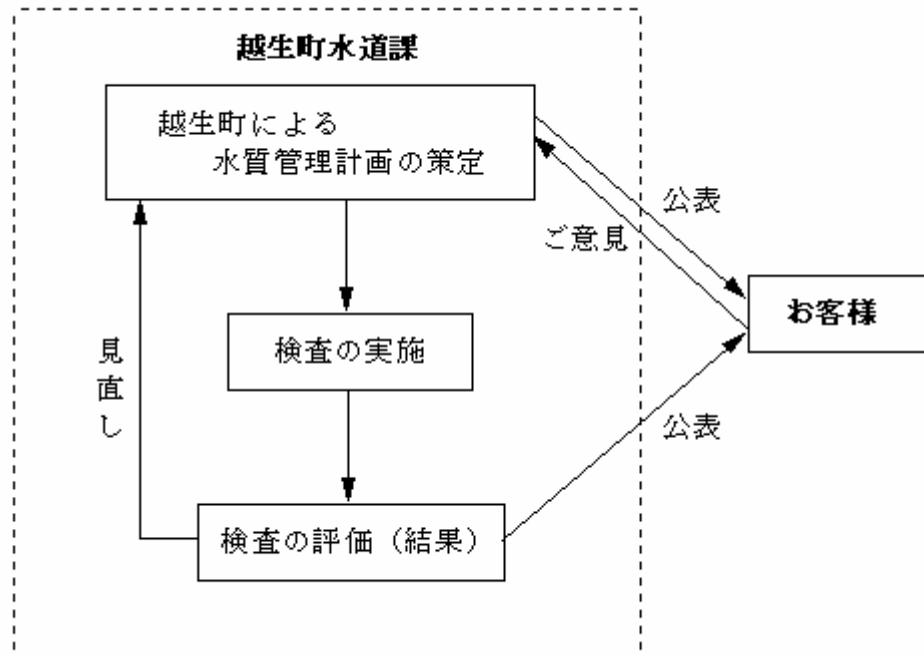 越生町水道課
越生町による
水質管理計画の策定
公表
ご意見
お客様
検査の実施
見直し
公表
検査の評価（結果）